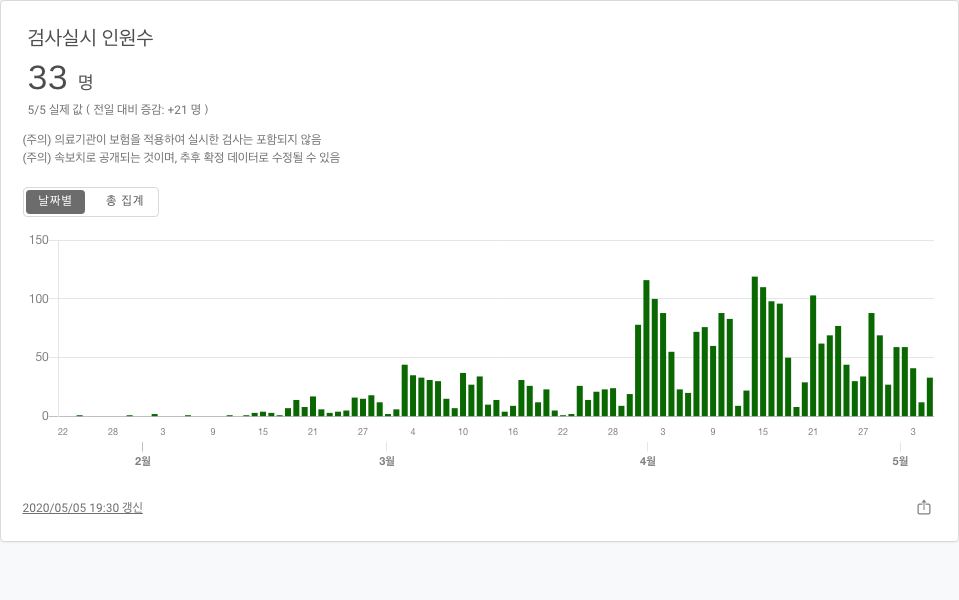 검사실시 인원수
33 명
5/5 실제 값 ( 전일 대비 증감: +21 명 )
(주의) 의료기관이 보험을 적용하여 실시한 검사는 포함되지 않음
(주의) 속보치로 공개되는 것이며, 추후 확정 데이터로 수정될 수 있음
날짜별 총 집계
150
100
50
0
22 28 3 9 15 21 27 4 10 16 22 28 3 9 15 21 27 3
2월 3월 4월 5월
2020/05/05 19:30 갱신